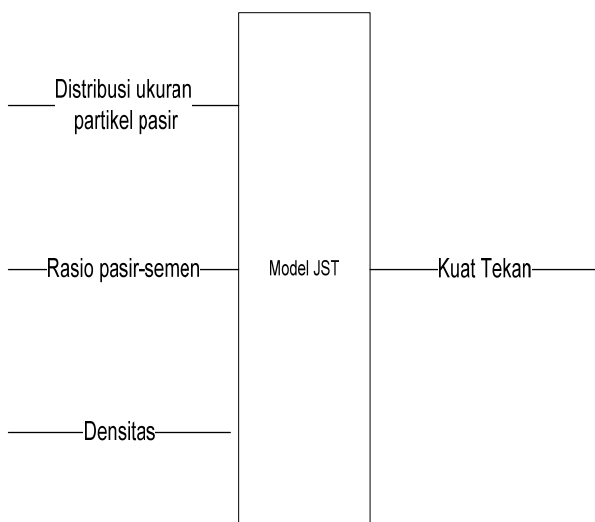 Distribusi ukuran
partikel pasir
Rasio pasir-semen
Model JST
Kuat Tekan
Densitas